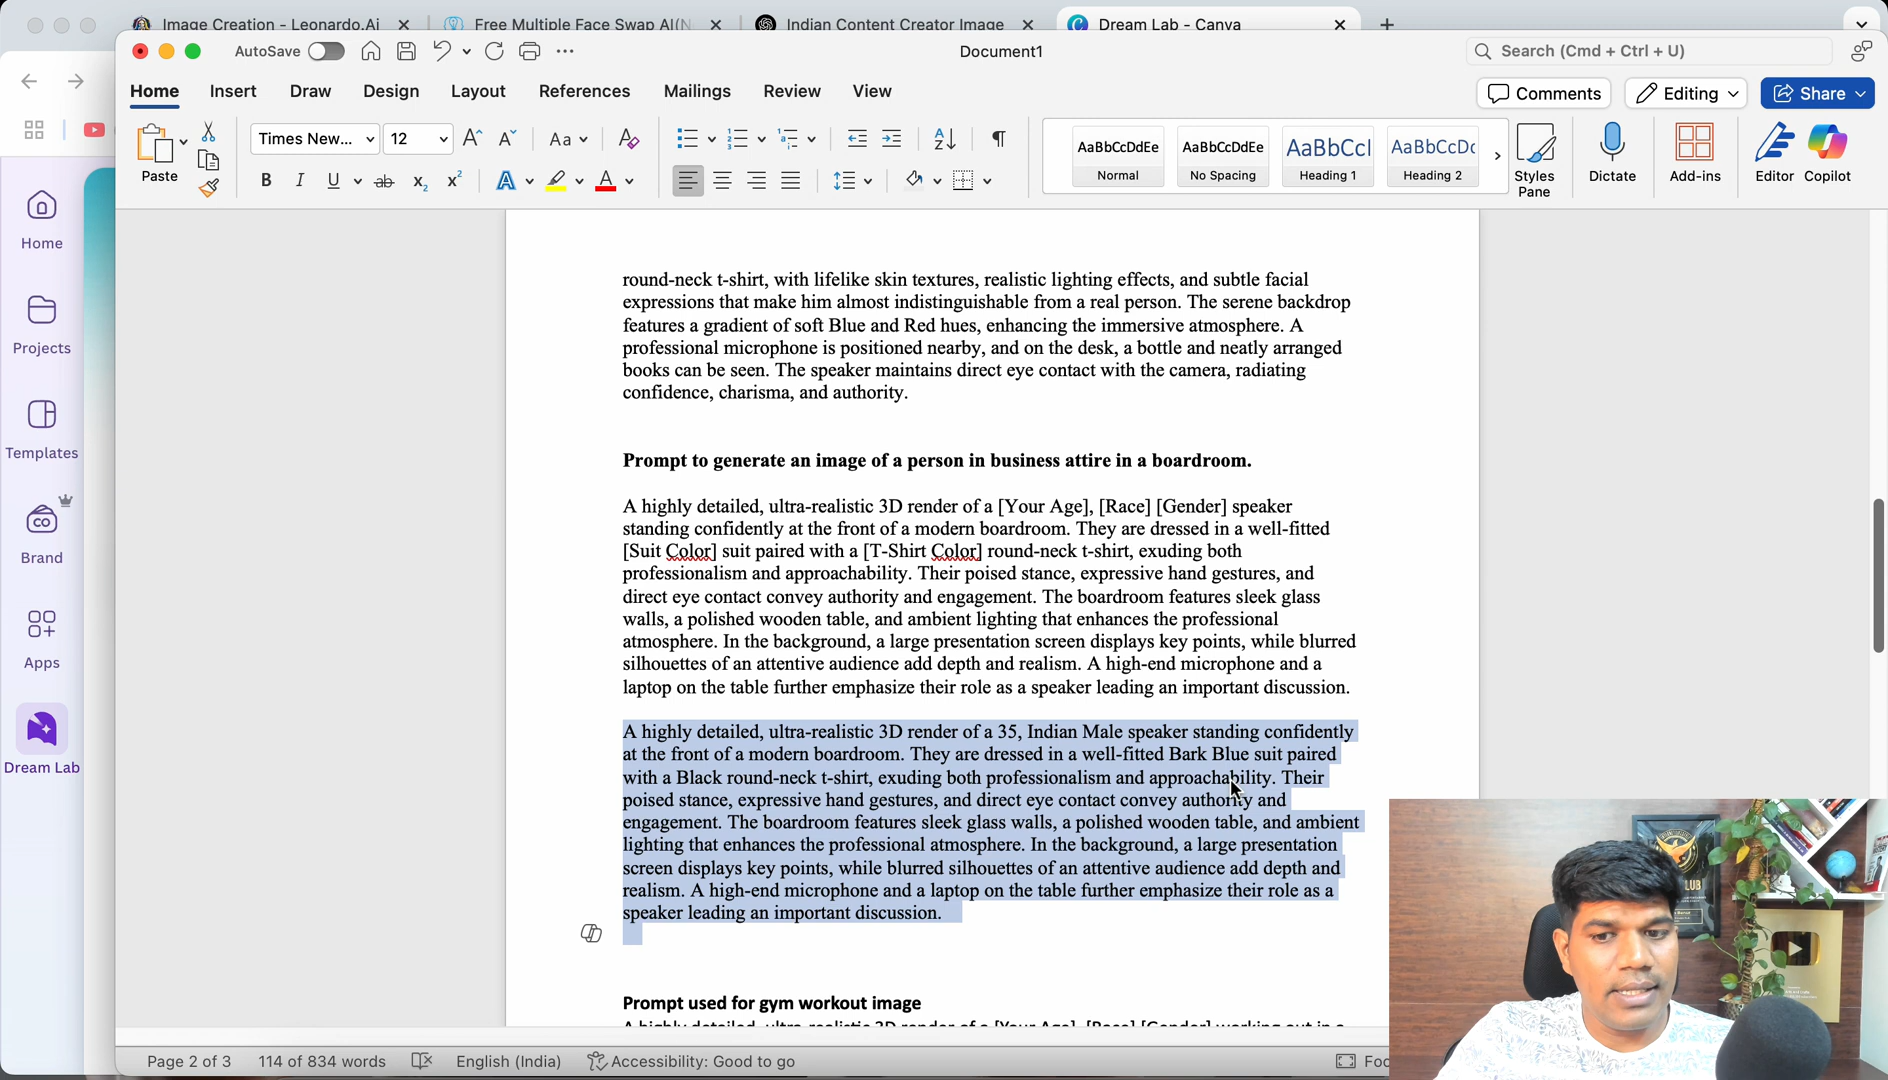 Image Creation - Leonardo.Ai
Free Multiple Face Swap AI(N
Indian Content Creator Image
Dream Lab - Canva
AutoSave
Document1
Search (Cmd + Ctrl + U)
Home Insert Draw Design Layout References Mailings Review View
Comments Editing Share
Paste
Times New... 12
Aa
AaBbCcDdEe
Normal
AaBbCcDdEe
No Spacing
AaBbCcI
Heading 1
AaBbCcDc
Heading 2
Styles
Pane
Dictate
Add-ins
Editor
Copilot
Home
Projects
Templates
Brand
Apps
Dream Lab
round-neck t-shirt, with lifelike skin textures, realistic lighting effects, and subtle facial
expressions that make him almost indistinguishable from a real person. The serene backdrop
features a gradient of soft Blue and Red hues, enhancing the immersive atmosphere. A
professional microphone is positioned nearby, and on the desk, a bottle and neatly arranged
books can be seen. The speaker maintains direct eye contact with the camera, radiating
confidence, charisma, and authority.
Prompt to generate an image of a person in business attire in a boardroom.
A highly detailed, ultra-realistic 3D render of a [Your Age], [Race] [Gender] speaker
standing confidently at the front of a modern boardroom. They are dressed in a well-fitted
[Suit Color] suit paired with a [T-Shirt Color] round-neck t-shirt, exuding both
professionalism and approachability. Their poised stance, expressive hand gestures, and
direct eye contact convey authority and engagement. The boardroom features sleek glass
walls, a polished wooden table, and ambient lighting that enhances the professional
atmosphere. In the background, a large presentation screen displays key points, while blurred
silhouettes of an attentive audience add depth and realism. A high-end microphone and a
laptop on the table further emphasize their role as a speaker leading an important discussion.
A highly detailed, ultra-realistic 3D render of a 35, Indian Male speaker standing confidently
at the front of a modern boardroom. They are dressed in a well-fitted Bark Blue suit paired
with a Black round-neck t-shirt, exuding both professionalism and approachability. Their
poised stance, expressive hand gestures, and direct eye contact convey authority and
engagement. The boardroom features sleek glass walls, a polished wooden table, and ambient
lighting that enhances the professional atmosphere. In the background, a large presentation
screen displays key points, while blurred silhouettes of an attentive audience add depth and
realism. A high-end microphone and a laptop on the table further emphasize their role as a
speaker leading an important discussion.
Prompt used for gym workout image
A highly detailed, ultra-realistic 3D render of a [Your Age], [Race] [Gender] working out in a
Page 2 of 3 114 of 834 words English (India) Accessibility: Good to go Foc